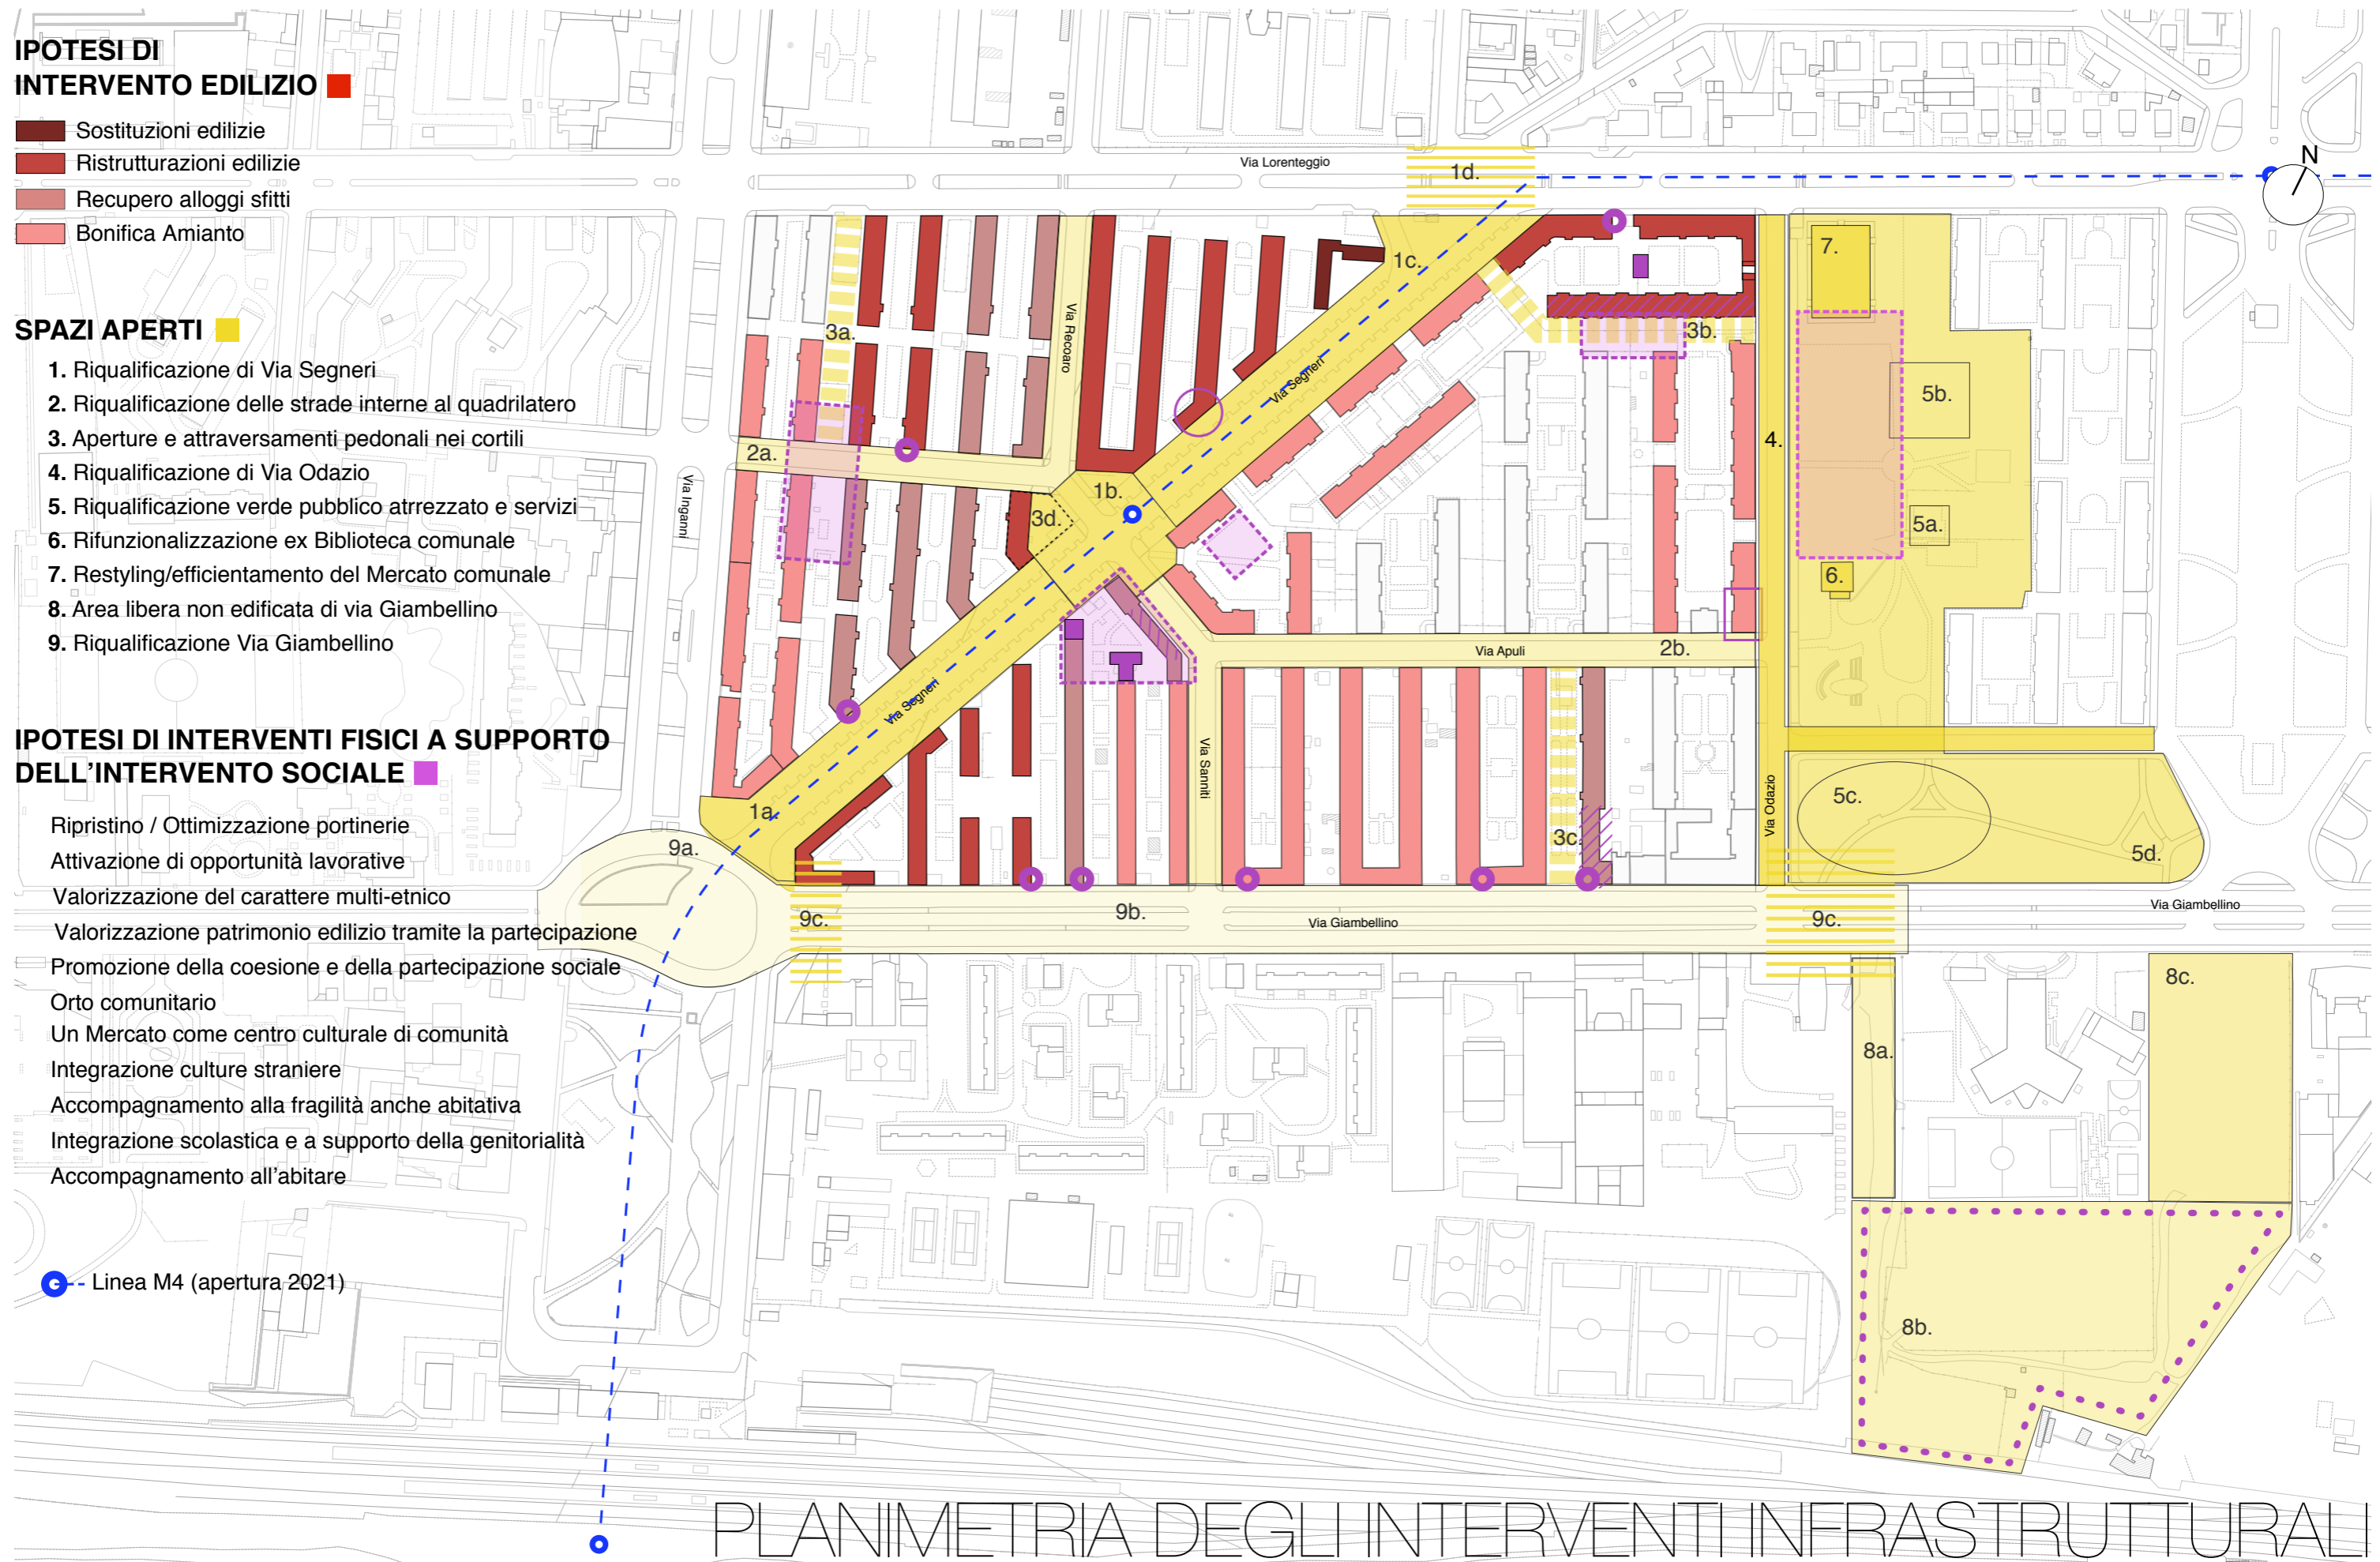 IPOTESI DI
INTERVENTO EDILIZIO
Sostituzioni edilizie
Ristrutturazioni edilizie
Recupero alloggi sfitti
Bonifica Amianto
SPAZI APERTI
1. Riqualificazione di Via Segneri
2. Riqualificazione delle strade interne al quadrilatero
3. Aperture e attraversamenti pedonali nei cortili
4. Riqualificazione di Via Odazio
5. Riqualificazione verde pubblico atrrezzato e servizi
6. Rifunzionalizzazione ex Biblioteca comunale
7. Restyling/efficientamento del Mercato comunale
8. Area libera non edificata di via Giambellino
9. Riqualificazione Via Giambellino
IPOTESI DI INTERVENTI FISICI A SUPPORTO
DELL'INTERVENTO SOCIALE
Ripristino / Ottimizzazione portinerie
Attivazione di opportunità lavorative
Valorizzazione del carattere multi-etnico
Valorizzazione patrimonio edilizio tramite la partecipazione
Promozione della coesione e della partecipazione sociale
Orto comunitario
Un Mercato come centro culturale di comunità
Integrazione culture straniere
Accompagnamento alla fragilità anche abitativa
Integrazione scolastica e a supporto della genitorialità
Accompagnamento all'abitare
Linea M4 (apertura 2021)
Via Lorenteggio
1d.
N
7.
1c.
3a.
Via Recoaro
3b.
Via Segneri
5b.
4.
2a.
1b.
Via Inganni
3d.
5a.
6.
Via Apuli
2b.
Via Segneri
Via Sanniti
Via Odazio
5c.
1a.
3c.
5d.
9a.
9c.
9b.
Via Giambellino
9c.
Via Giambellino
8c.
8a.
8b.
PLANIMETRIA DEGLI INTERVENTI INFRASTRUTTURALI